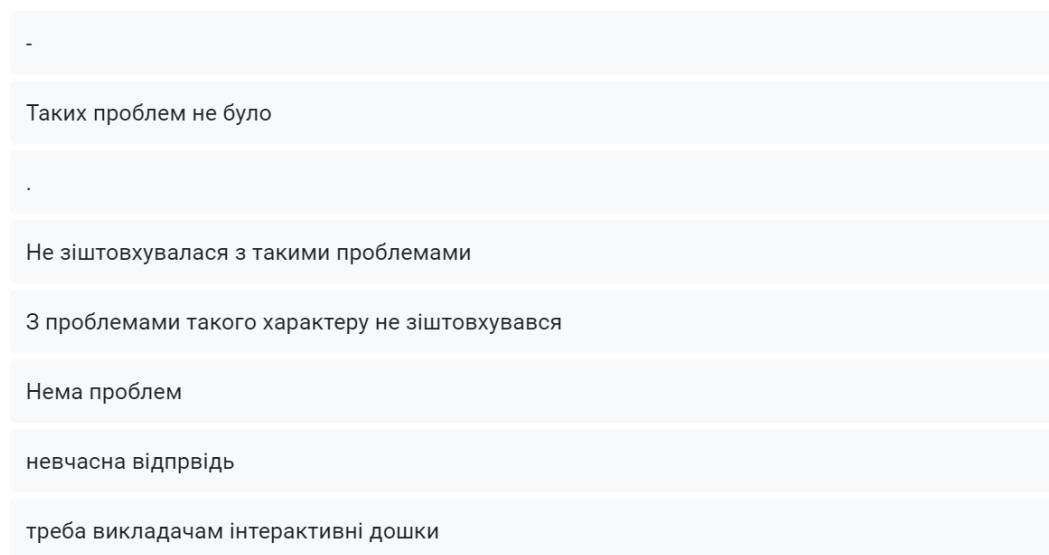 -
Таких проблем не було
.
Не зіштовхувалася з такими проблемами
З проблемами такого характеру не зіштовхувався
Нема проблем
невчасна відпрвідь
треба викладачам інтерактивні дошки